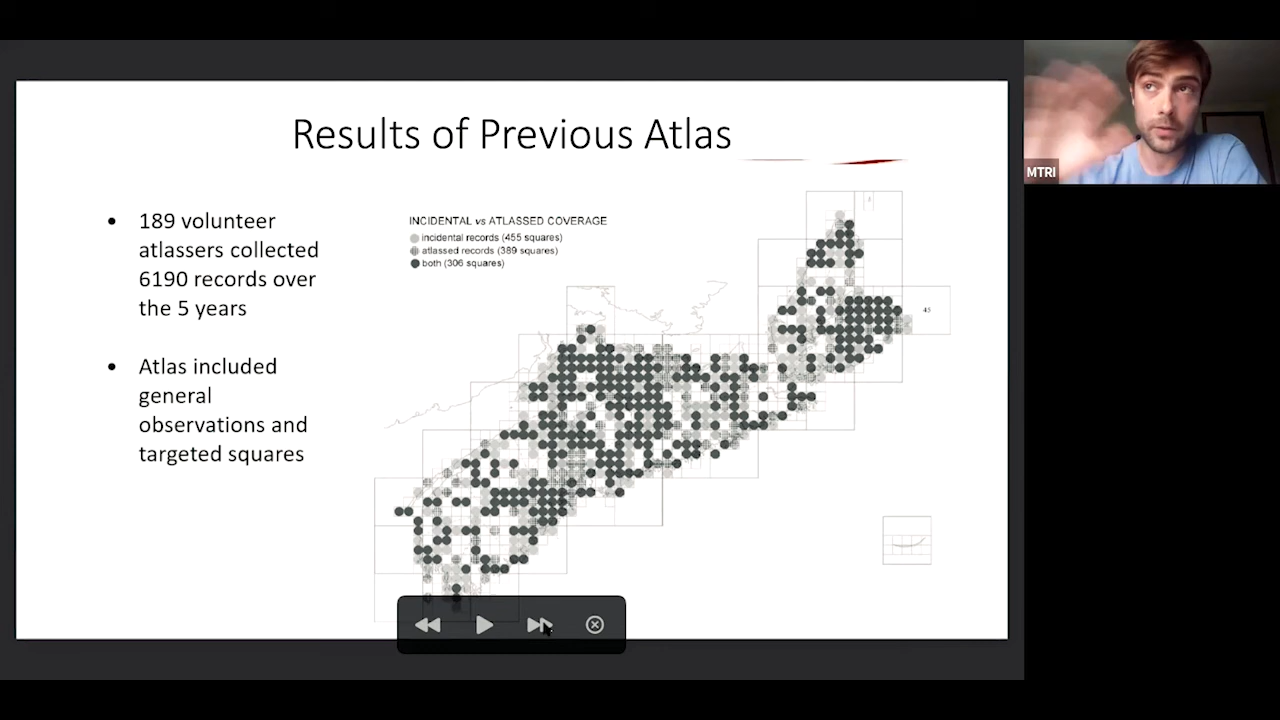 Results of Previous Atlas
• 189 volunteer
atlassers collected
6190 records over
the 5 years
• Atlas included
general
observations and
targeted squares
INCIDENTAL vs ATLASSED COVERAGE
incidental records (455 squares)
atlassed records (389 squares)
both (306 squares)
45
MTRI